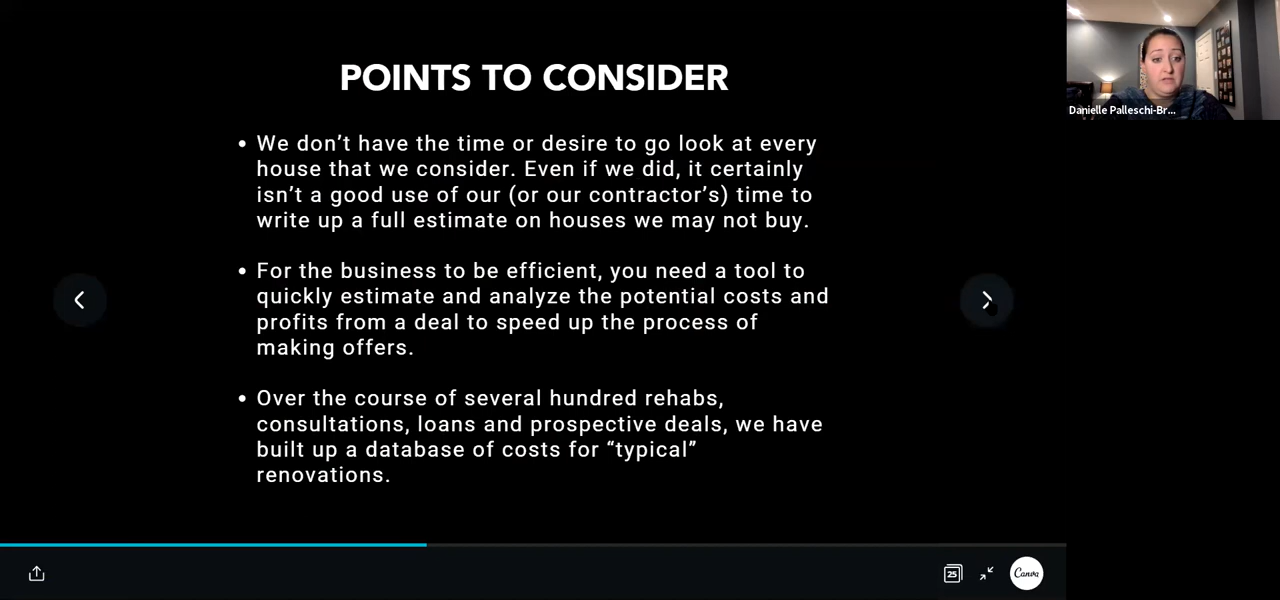 POINTS TO CONSIDER
Danielle Palleschi-Br...
• We don’t have the time or desire to go look at every
house that we consider. Even if we did, it certainly
isn’t a good use of our (or our contractor’s) time to
write up a full estimate on houses we may not buy.
• For the business to be efficient, you need a tool to
quickly estimate and analyze the potential costs and
profits from a deal to speed up the process of
making offers.
• Over the course of several hundred rehabs,
consultations, loans and prospective deals, we have
built up a database of costs for “typical”
renovations.
25
Canva